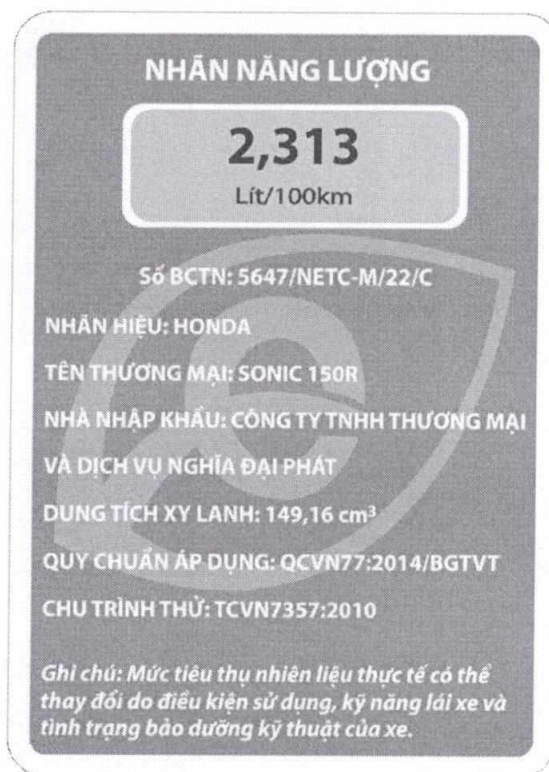 NHÃN NĂNG LƯỢNG
2,313
Lít/100km
Số BCTN: 5647/NETC-M/22/C
NHÃN HIỆU: HONDA
TÊN THƯƠNG MẠI: SONIC 150R
NHÀ NHẬP KHẨU: CÔNG TY TNHH THƯƠNG MẠI
VÀ DỊCH VỤ NGHĨA ĐẠI PHÁT
DUNG TÍCH XY LANH: 149,16 cm³
QUY CHUẨN ÁP DỤNG: QCVN77:2014/BGTVT
CHU TRÌNH THỬ: TCVN7357:2010
Ghi chú: Mức tiêu thụ nhiên liệu thực tế có thể
thay đổi do điều kiện sử dụng, kỹ năng lái xe và
tình trạng bảo dưỡng kỹ thuật của xe.